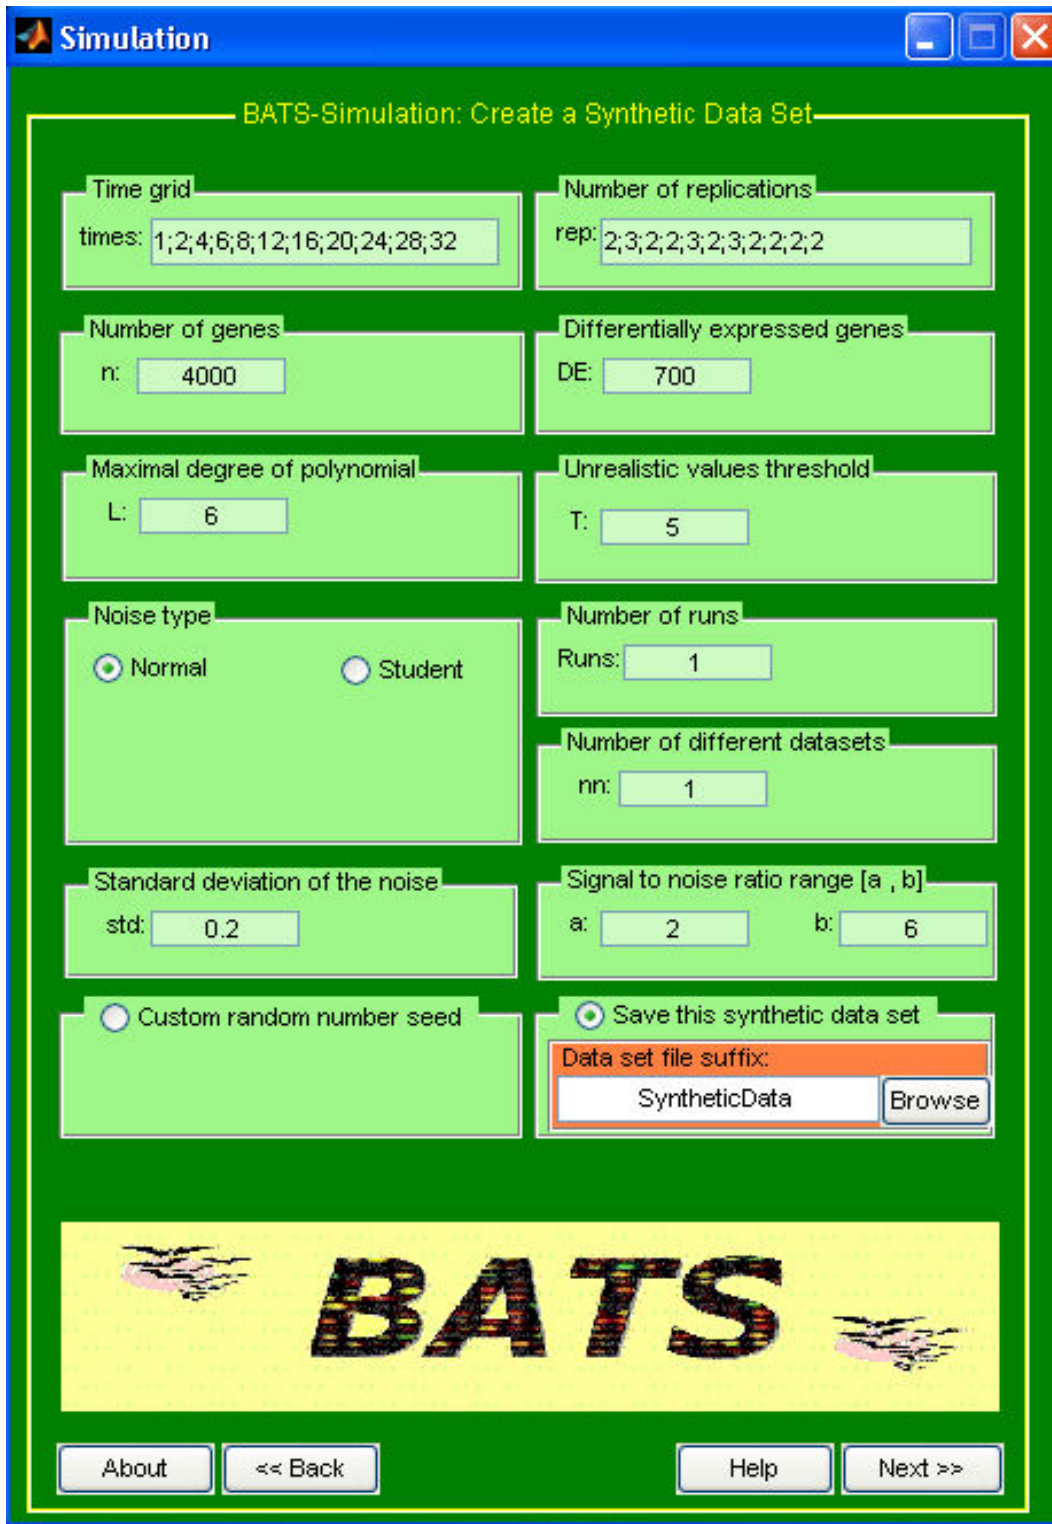 Simulation
BATS-Simulation: Create a Synthetic Data Set
Time grid
times: 1;2;4;6;8;12;16;20;24;28;32
Number of replications
rep: 2;3;2;2;3;2;3;2;2;2;2
Number of genes
n: 4000
Differentially expressed genes
DE: 700
Maximal degree of polynomial
L: 6
Unrealistic values threshold
T: 5
Noise type
Normal Student
Number of runs
Runs: 1
Number of different datasets
nn: 1
Standard deviation of the noise
std: 0.2
Signal to noise ratio range [a , b]
a: 2 b: 6
Custom random number seed
Save this synthetic data set
Data set file suffix:
SyntheticData Browse
BATS
About << Back Help Next >>